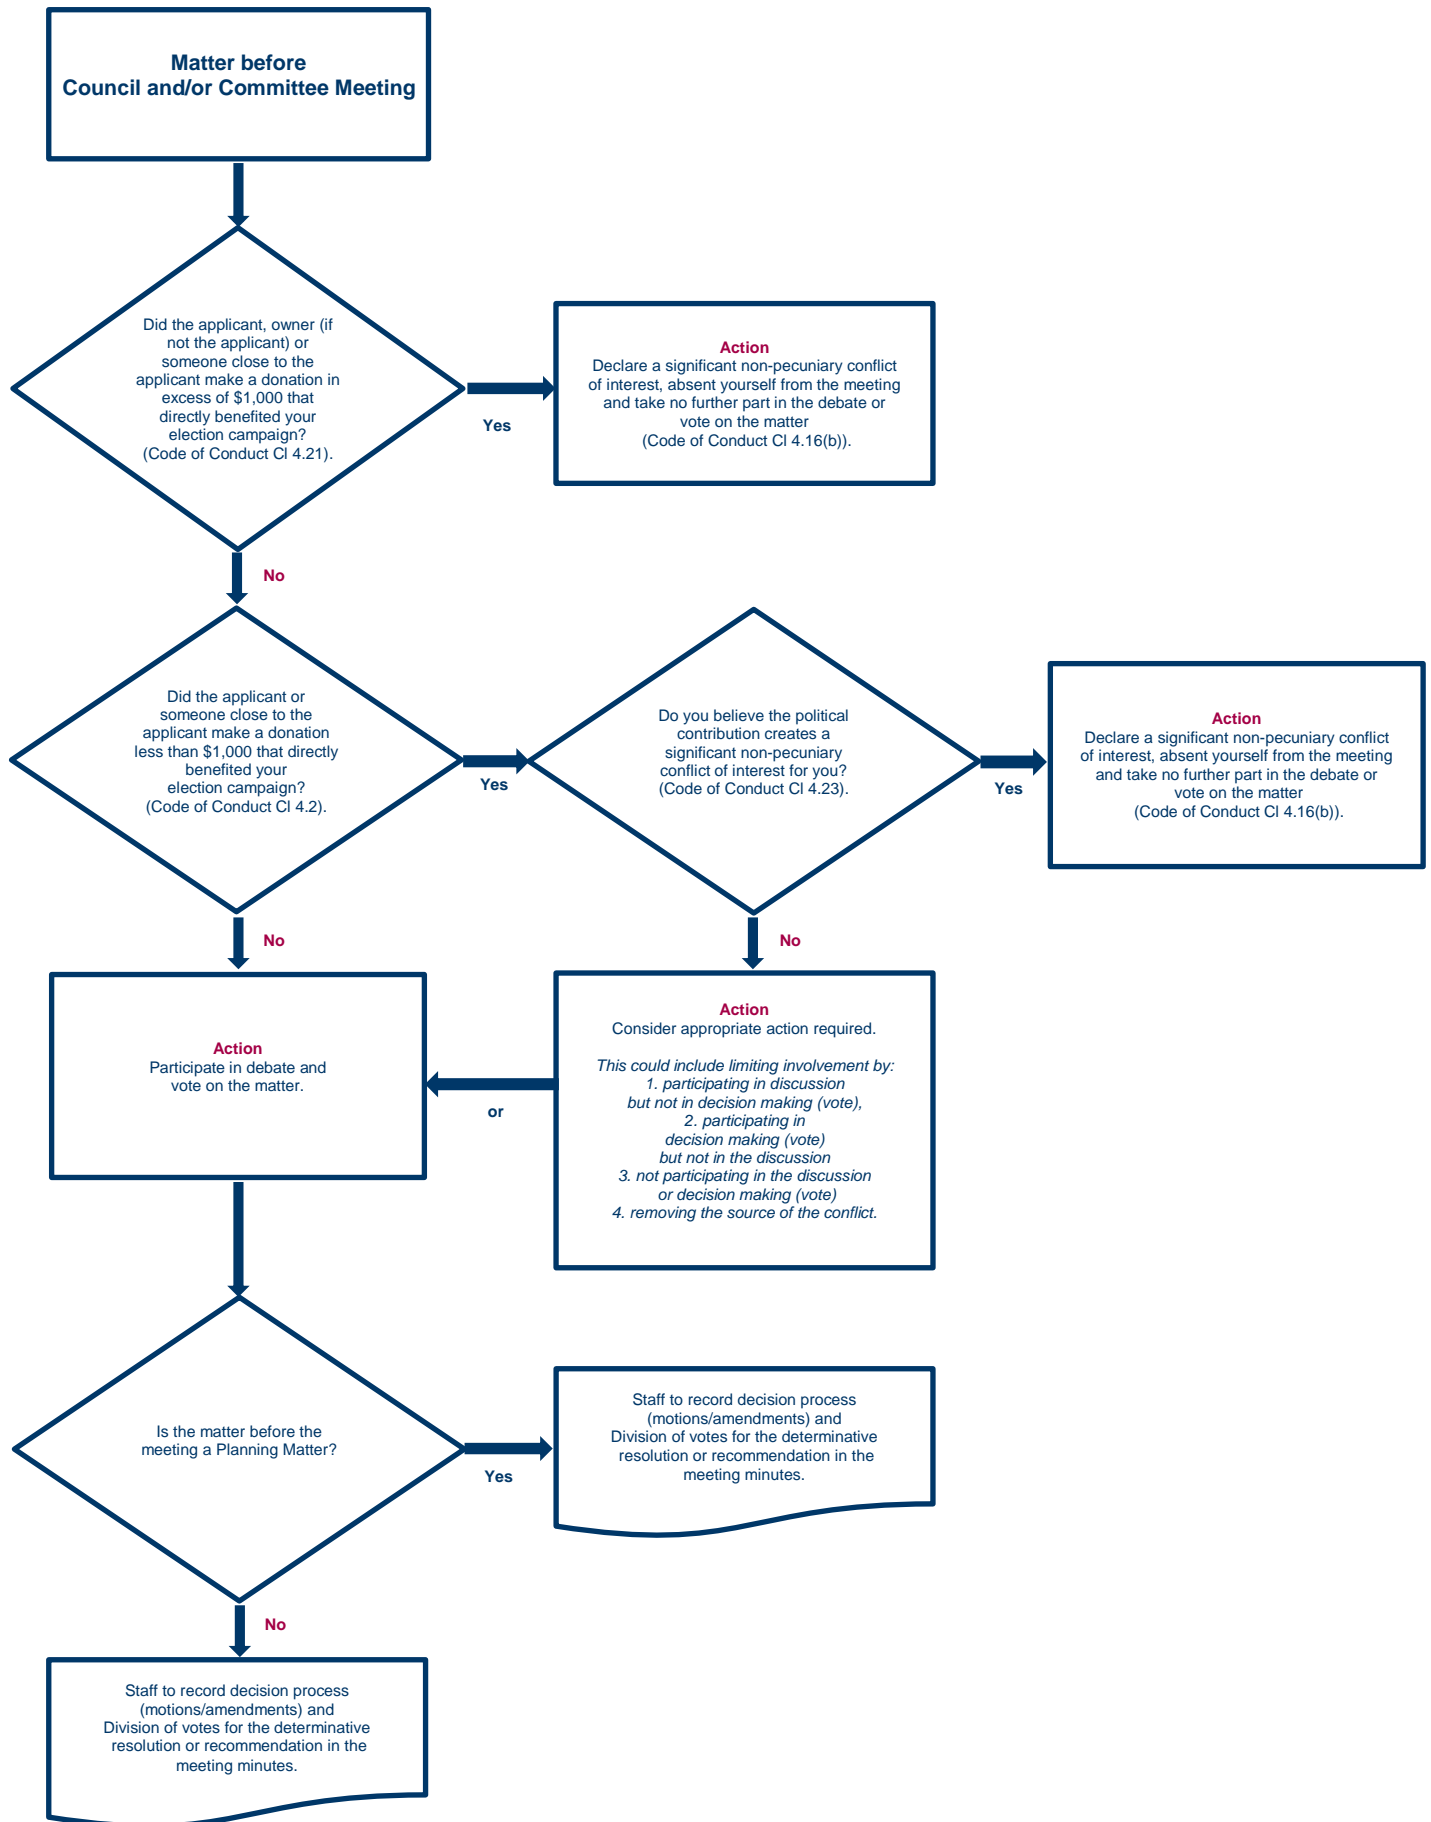 Matter before
Council and/or Committee Meeting
Did the applicant, owner (if
not the applicant) or
someone close to the
applicant make a donation in
excess of $1,000 that
directly benefited your
election campaign?
(Code of Conduct Cl 4.21).
Yes
Action
Declare a significant non-pecuniary conflict
of interest, absent yourself from the meeting
and take no further part in the debate or
vote on the matter
(Code of Conduct Cl 4.16(b)).
No
Did the applicant or
someone close to the
applicant make a donation
less than $1,000 that directly
benefited your
election campaign?
(Code of Conduct Cl 4.2).
Yes
Do you believe the political
contribution creates a
significant non-pecuniary
conflict of interest for you?
(Code of Conduct Cl 4.23).
Yes
Action
Declare a significant non-pecuniary conflict
of interest, absent yourself from the meeting
and take no further part in the debate or
vote on the matter
(Code of Conduct Cl 4.16(b)).
No
No
Action
Participate in debate and
vote on the matter.
or
Action
Consider appropriate action required.
This could include limiting involvement by:
1. participating in discussion
but not in decision making (vote),
2. participating in
decision making (vote)
but not in the discussion
3. not participating in the discussion
or decision making (vote)
4. removing the source of the conflict.
Is the matter before the
meeting a Planning Matter?
Yes
Staff to record decision process
(motions/amendments) and
Division of votes for the determinative
resolution or recommendation in the
meeting minutes.
No
Staff to record decision process
(motions/amendments) and
Division of votes for the determinative
resolution or recommendation in the
meeting minutes.